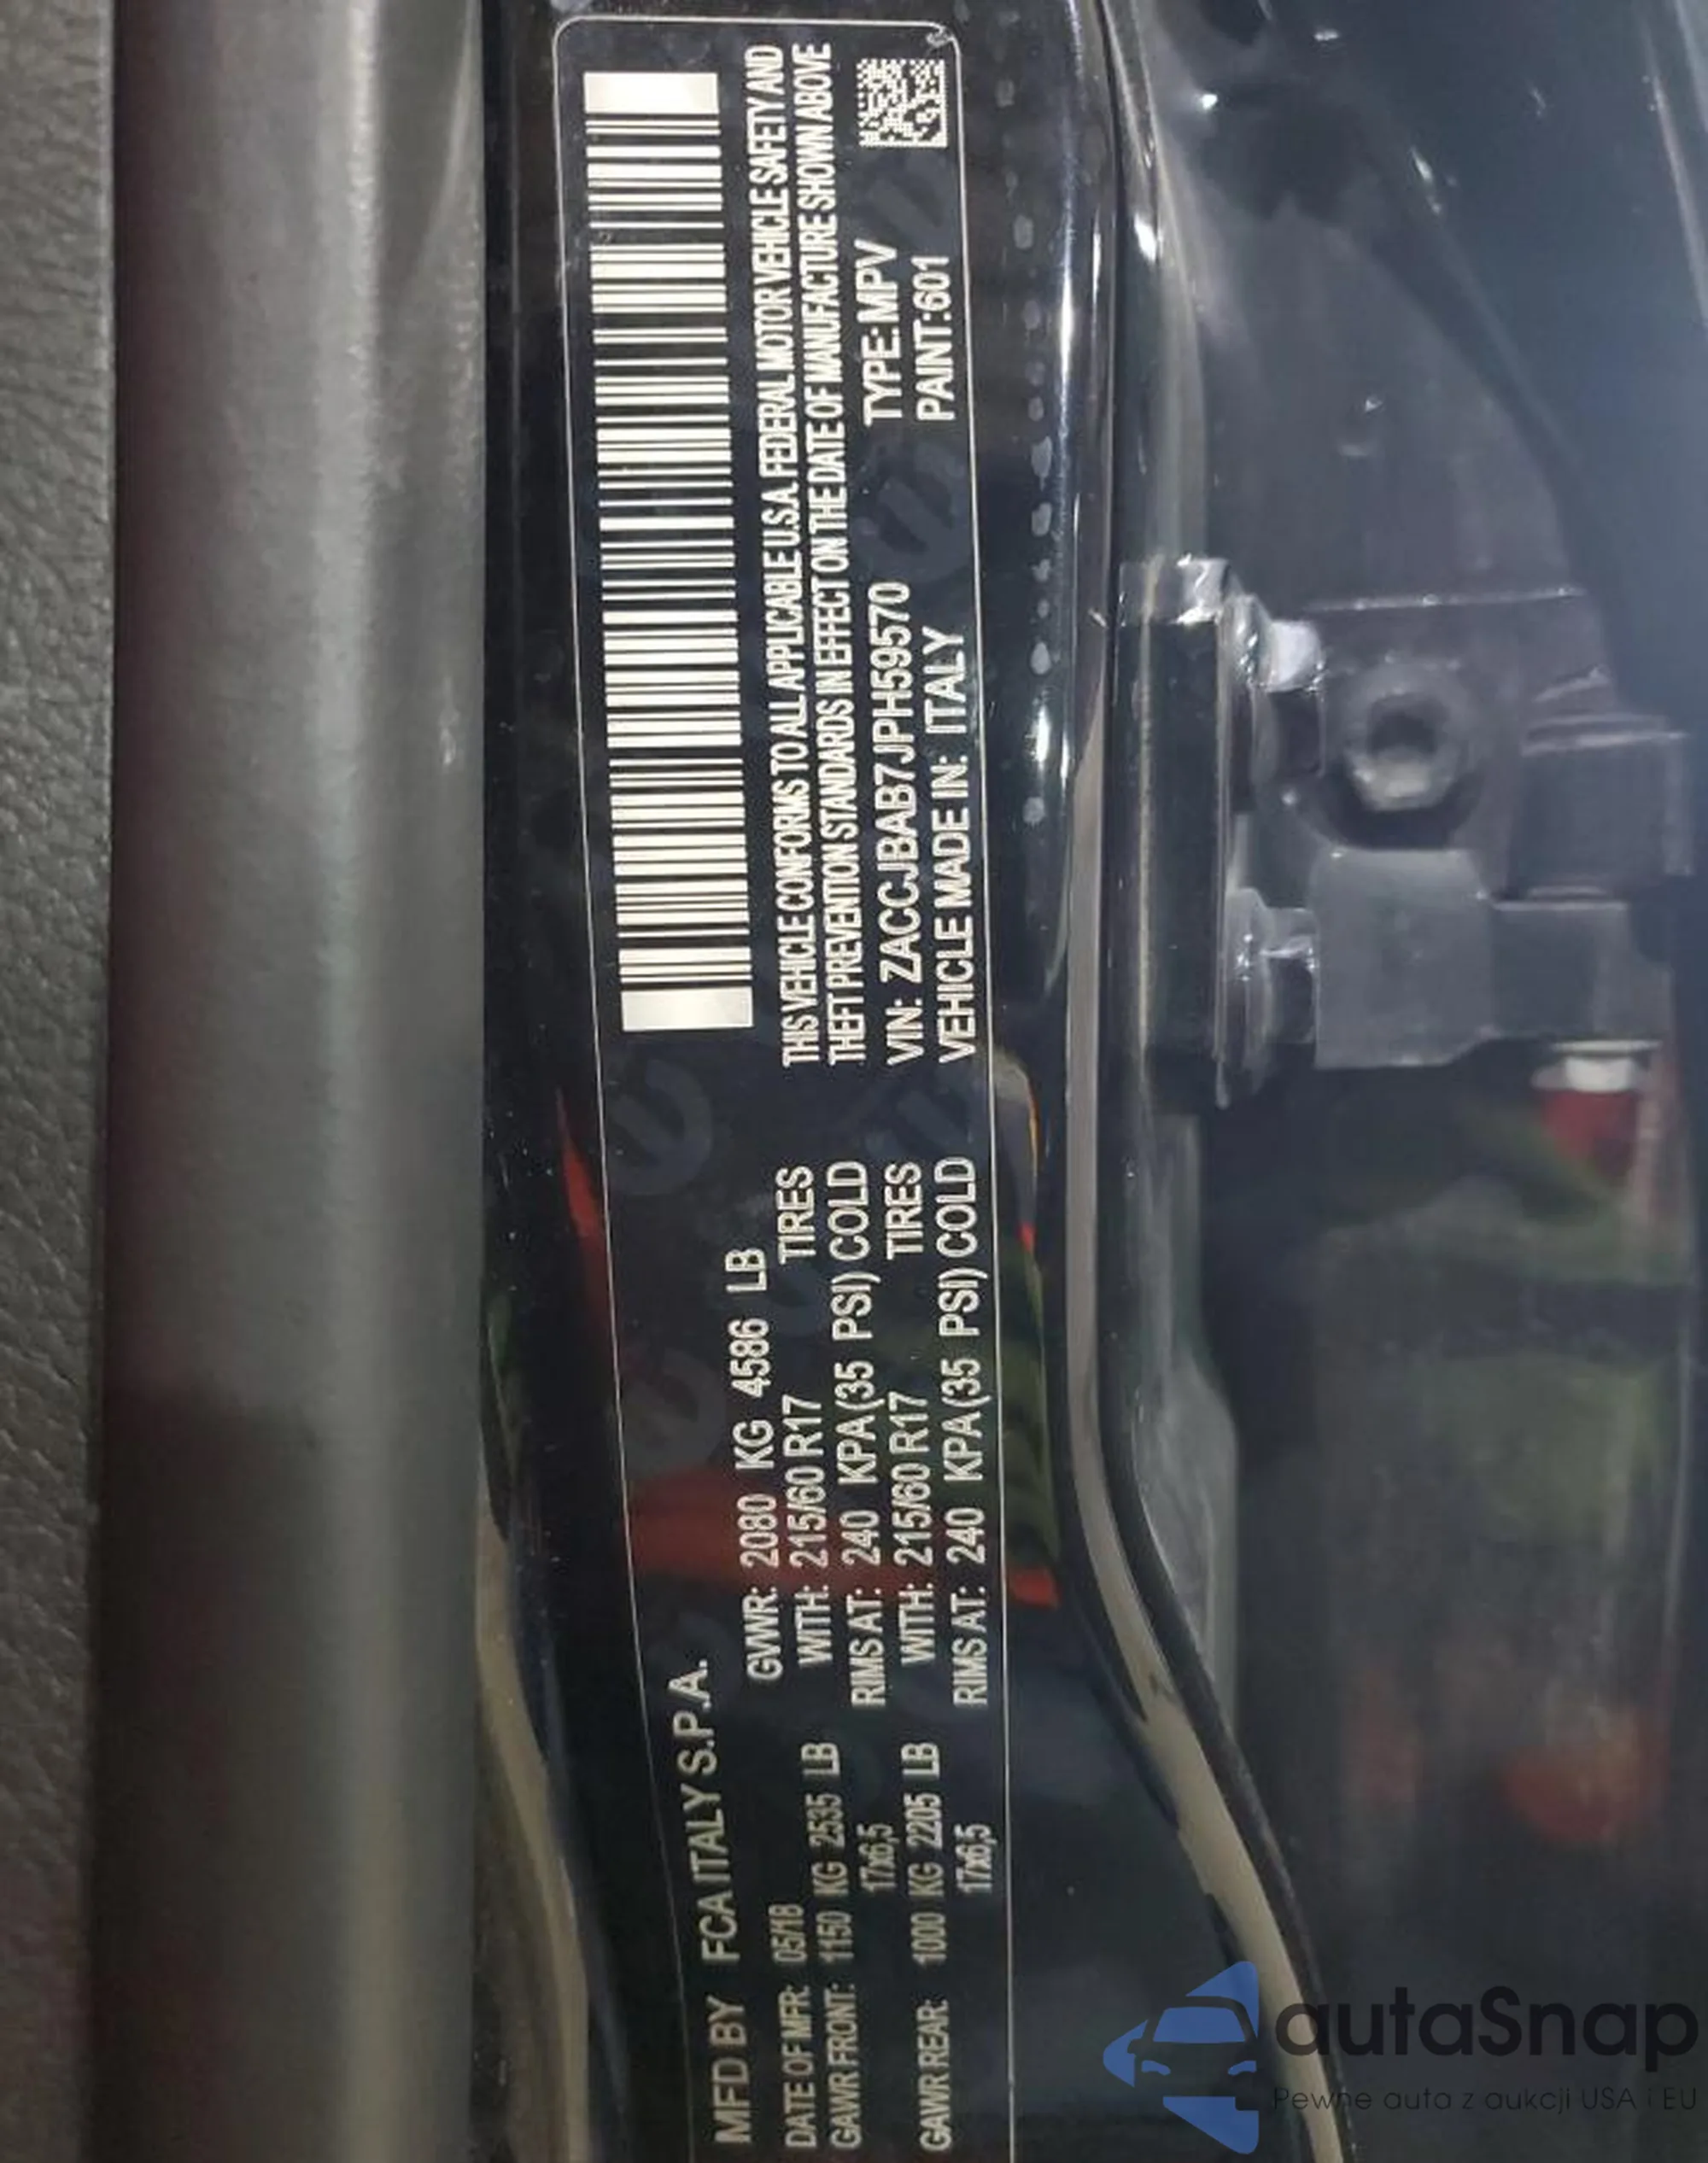 MFD BY FCA ITALY S.P.A.
DATE OF MFR: 05/18 GVWR: 2080 KG 4586 LB
GAWR FRONT: 1150 KG 2535 LB WITH: 215/60 R17 TIRES
17x6,5 RIMS AT: 240 KPA (35 PSI) COLD
GAWR REAR: 1000 KG 2205 LB WITH: 215/60 R17 TIRES
17x6,5 RIMS AT: 240 KPA (35 PSI) COLD
THIS VEHICLE CONFORMS TO ALL APPLICABLE U.S.A. FEDERAL MOTOR VEHICLE SAFETY AND
THEFT PREVENTION STANDARDS IN EFFECT ON THE DATE OF MANUFACTURE SHOWN ABOVE
VIN: ZACCJBAB7JPH59570 TYPE: MPV
VEHICLE MADE IN: ITALY PAINT: 601
autaSnap
Pewne auta z aukcji USA i EU